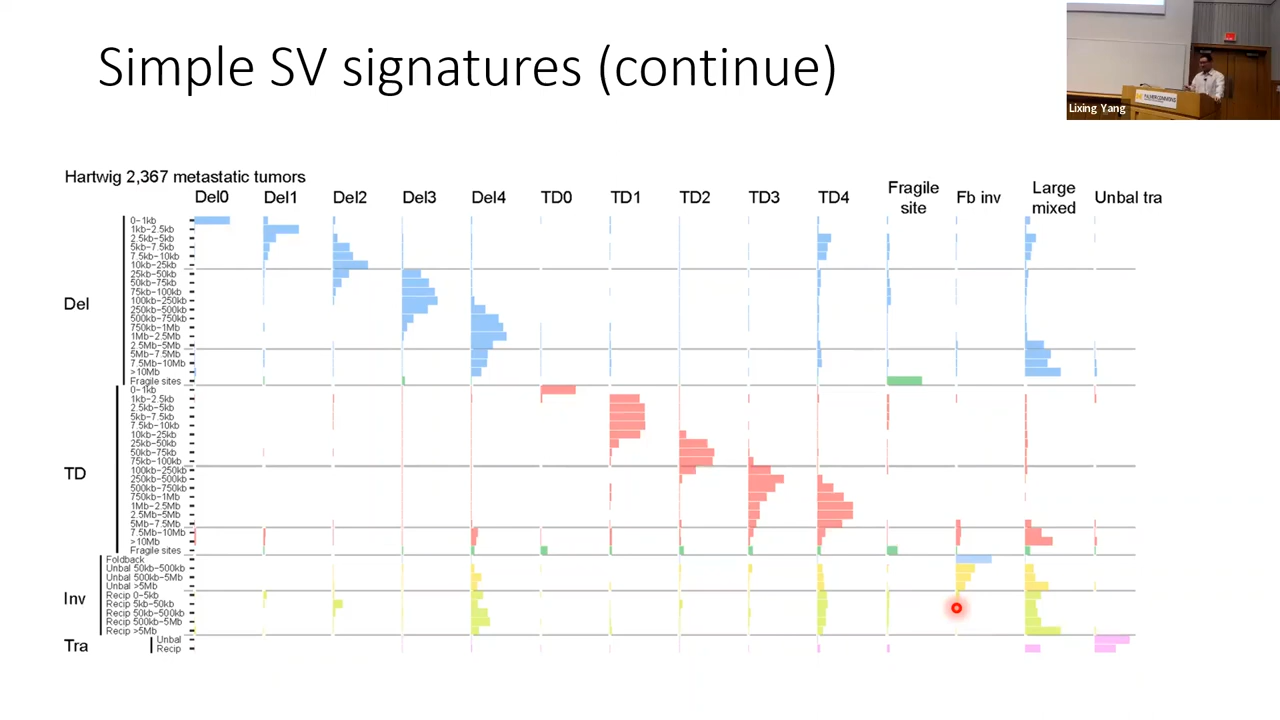 Simple SV signatures (continue)
Lixing Yang
Hartwig 2,367 metastatic tumors
Del0 Del1 Del2 Del3 Del4 TD0 TD1 TD2 TD3 TD4 Fragile site Fb inv Large mixed Unbal tra
Del
0-1kb
1kb-2.5kb
2.5kb-5kb
5kb-7.5kb
7.5kb-10kb
10kb-25kb
25kb-50kb
50kb-75kb
75kb-100kb
100kb-250kb
250kb-500kb
500kb-750kb
750kb-1Mb
1Mb-2.5Mb
2.5Mb-5Mb
5Mb-7.5Mb
7.5Mb-10Mb
>10Mb
Fragile sites
TD
0-1kb
1kb-2.5kb
2.5kb-5kb
5kb-7.5kb
7.5kb-10kb
10kb-25kb
25kb-50kb
50kb-75kb
75kb-100kb
100kb-250kb
250kb-500kb
500kb-750kb
750kb-1Mb
1Mb-2.5Mb
2.5Mb-5Mb
5Mb-7.5Mb
7.5Mb-10Mb
>10Mb
Fragile sites
Inv
Foldback
Unbal 50kb-500kb
Unbal 500kb-5Mb
Unbal >5Mb
Recip 0-5kb
Recip 5kb-50kb
Recip 50kb-500kb
Recip 500kb-5Mb
Recip >5Mb
Tra
Unbal
Recip